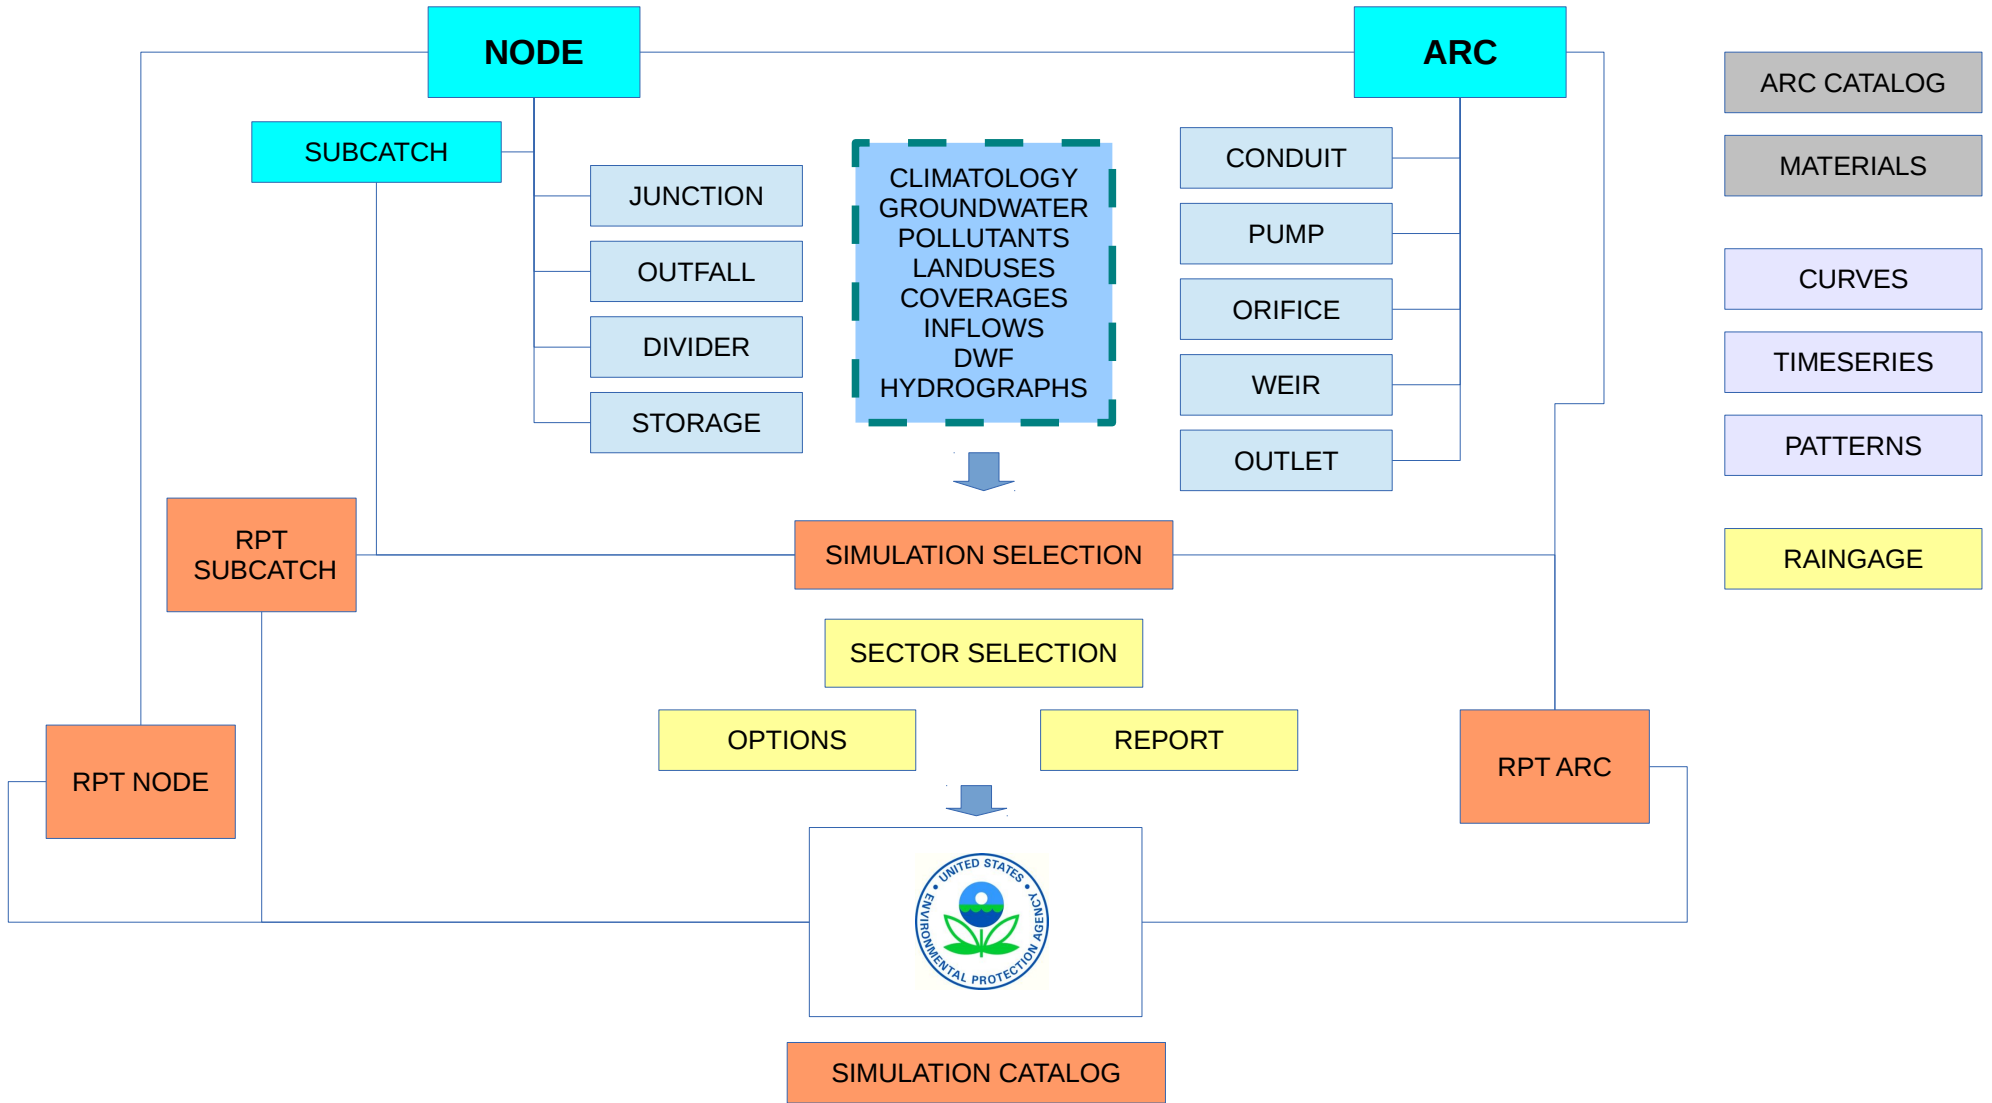 NODE
ARC
ARC CATALOG
SUBCATCH
MATERIALS
JUNCTION
OUTFALL
DIVIDER
STORAGE
CLIMATOLOGY
GROUNDWATER
POLLUTANTS
LANDUSES
COVERAGES
INFLOWS
DWF
HYDROGRAPHS
CONDUIT
PUMP
ORIFICE
WEIR
OUTLET
CURVES
TIMESERIES
PATTERNS
RAINGAGE
RPT
SUBCATCH
SIMULATION SELECTION
SECTOR SELECTION
OPTIONS
REPORT
RPT NODE
RPT ARC
UNITED STATES
ENVIRONMENTAL PROTECTION AGENCY
SIMULATION CATALOG